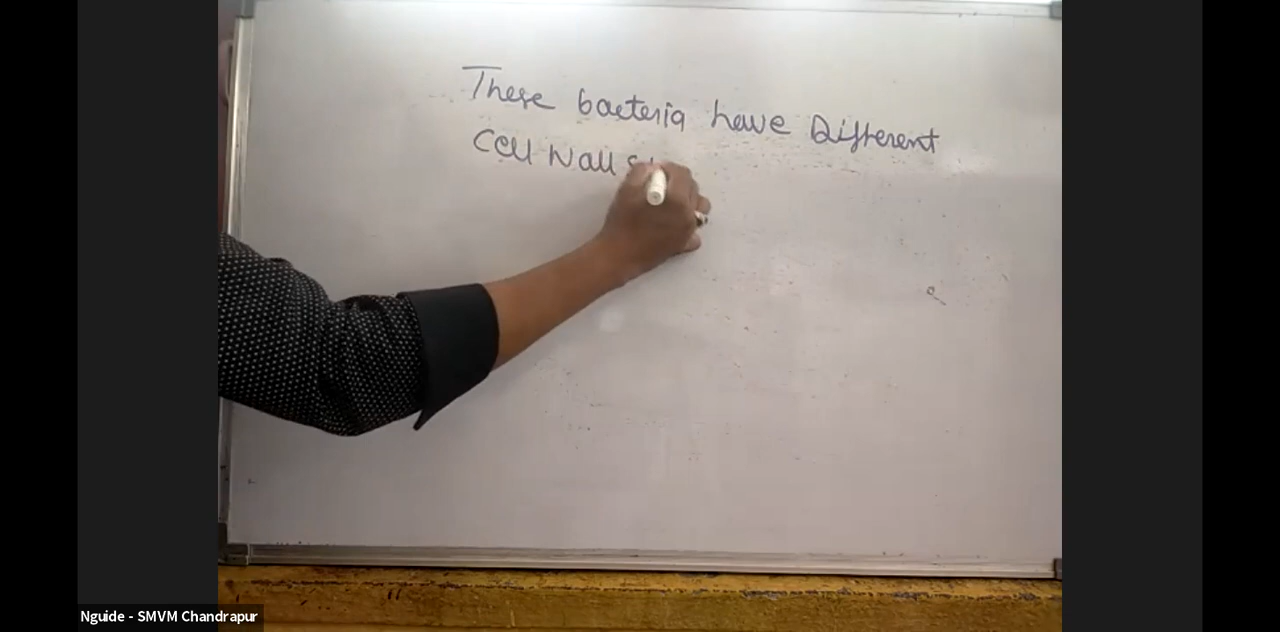 These bacteria have Different
Cell Wall
Nguide - SMVM Chandrapur